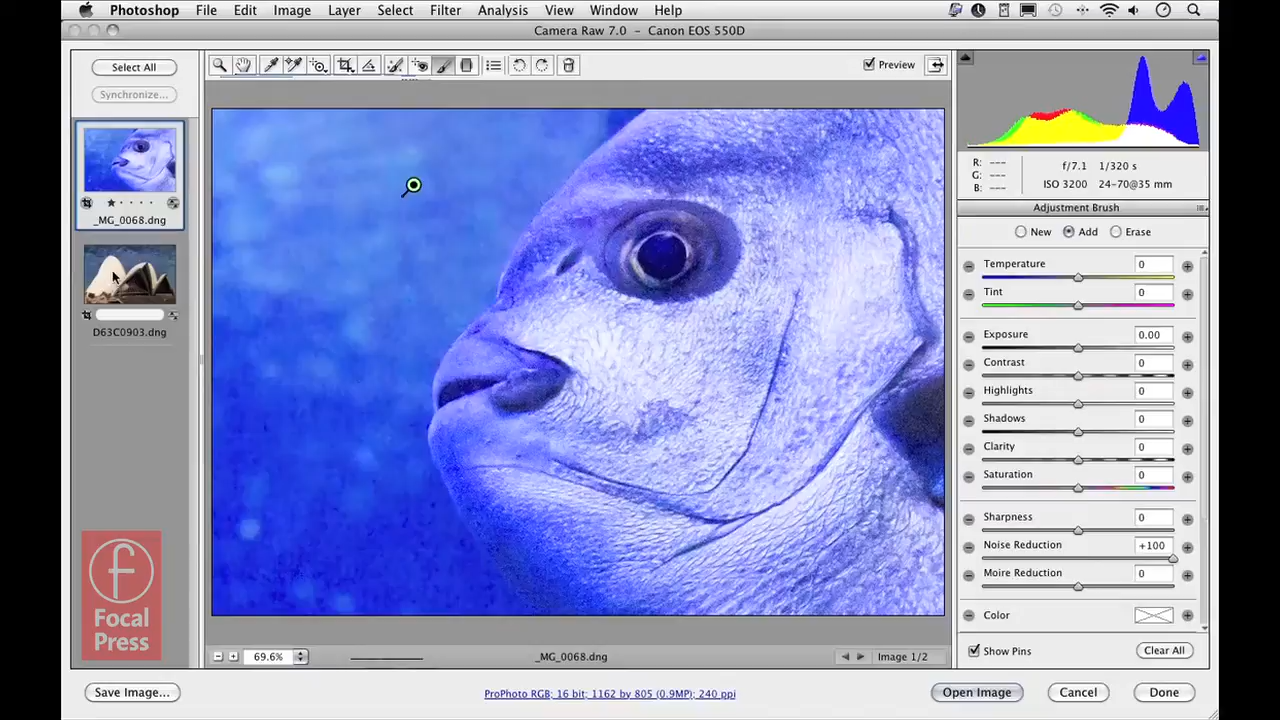 Photoshop File Edit Image Layer Select Filter Analysis View Window Help
Camera Raw 7.0 - Canon EOS 550D
Select All
Synchronize...
_MG_0068.dng
D63C0903.dng
f
Focal
Press
Preview
R: ---
G: ---
B: ---
f/7.1 1/320 s
ISO 3200 24-70@35 mm
Adjustment Brush
New Add Erase
Temperature 0
Tint 0
Exposure 0.00
Contrast 0
Highlights 0
Shadows 0
Clarity 0
Saturation 0
Sharpness 0
Noise Reduction +100
Moire Reduction 0
Color
Show Pins Clear All
69.6% _MG_0068.dng Image 1/2
Save Image... ProPhoto RGB; 16 bit; 1162 by 805 (0.9MP); 240 ppi Open Image Cancel Done